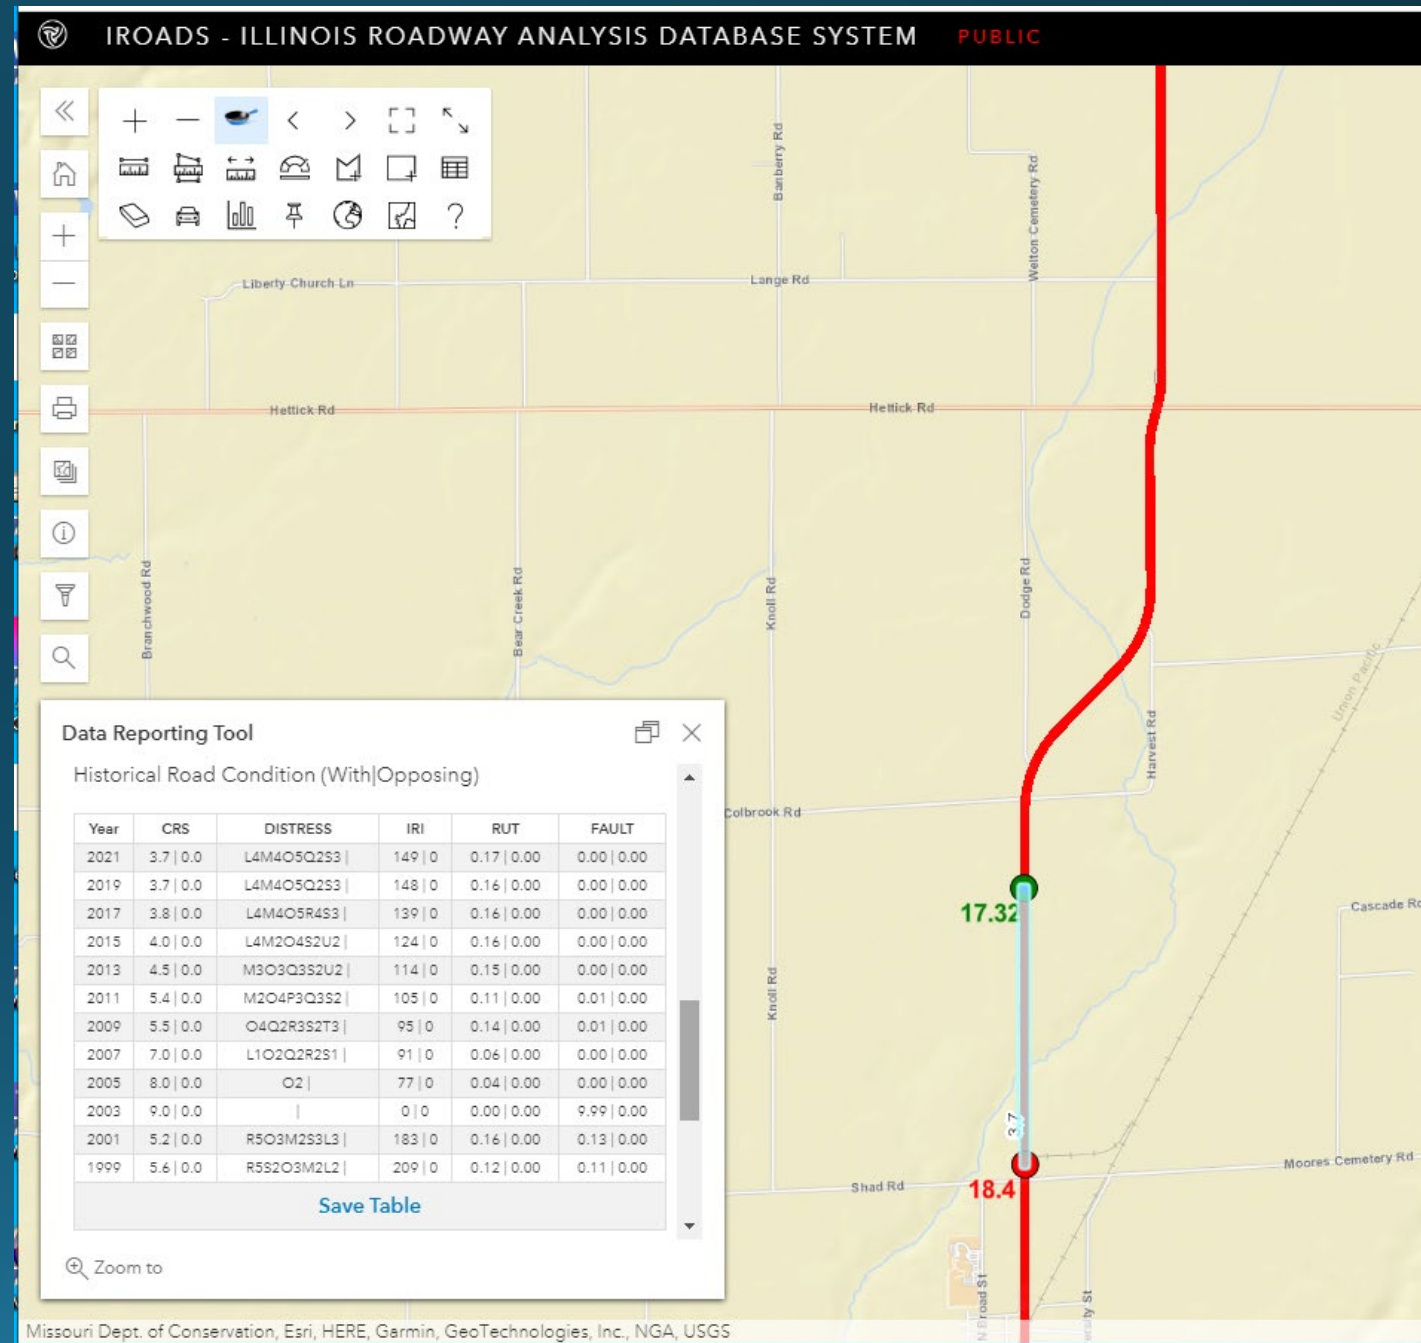 IROADS - ILLINOIS ROADWAY ANALYSIS DATABASE SYSTEM PUBLIC
Banberry Rd
Welton Cemetery Rd
Liberty Church Ln
Lange Rd
Hettick Rd
Hettick Rd
Branchwood Rd
Bear Creek Rd
Knoll Rd
Dodge Rd
Union Pacific
Harvest Rd
Colbrook Rd
17.32
Cascade Rd
Knoll Rd
3.7
Moores Cemetery Rd
Shad Rd
18.4
N Broad St
ersity St
Data Reporting Tool
Historical Road Condition (With|Opposing)
Year CRS DISTRESS IRI RUT FAULT
2021 3.7 | 0.0 L4M4O5Q2S3 | 149 | 0 0.17 | 0.00 0.00 | 0.00
2019 3.7 | 0.0 L4M4O5Q2S3 | 148 | 0 0.16 | 0.00 0.00 | 0.00
2017 3.8 | 0.0 L4M4O5R4S3 | 139 | 0 0.16 | 0.00 0.00 | 0.00
2015 4.0 | 0.0 L4M2O4S2U2 | 124 | 0 0.16 | 0.00 0.00 | 0.00
2013 4.5 | 0.0 M3O3Q3S2U2 | 114 | 0 0.15 | 0.00 0.00 | 0.00
2011 5.4 | 0.0 M2O4P3Q3S2 | 105 | 0 0.11 | 0.00 0.01 | 0.00
2009 5.5 | 0.0 O4Q2R3S2T3 | 95 | 0 0.14 | 0.00 0.01 | 0.00
2007 7.0 | 0.0 L1O2Q2R2S1 | 91 | 0 0.06 | 0.00 0.00 | 0.00
2005 8.0 | 0.0 O2 | 77 | 0 0.04 | 0.00 0.00 | 0.00
2003 9.0 | 0.0 | 0 | 0 0.00 | 0.00 9.99 | 0.00
2001 5.2 | 0.0 R5O3M2S3L3 | 183 | 0 0.16 | 0.00 0.13 | 0.00
1999 5.6 | 0.0 R5S2O3M2L2 | 209 | 0 0.12 | 0.00 0.11 | 0.00
Save Table
Zoom to
Missouri Dept. of Conservation, Esri, HERE, Garmin, GeoTechnologies, Inc., NGA, USGS